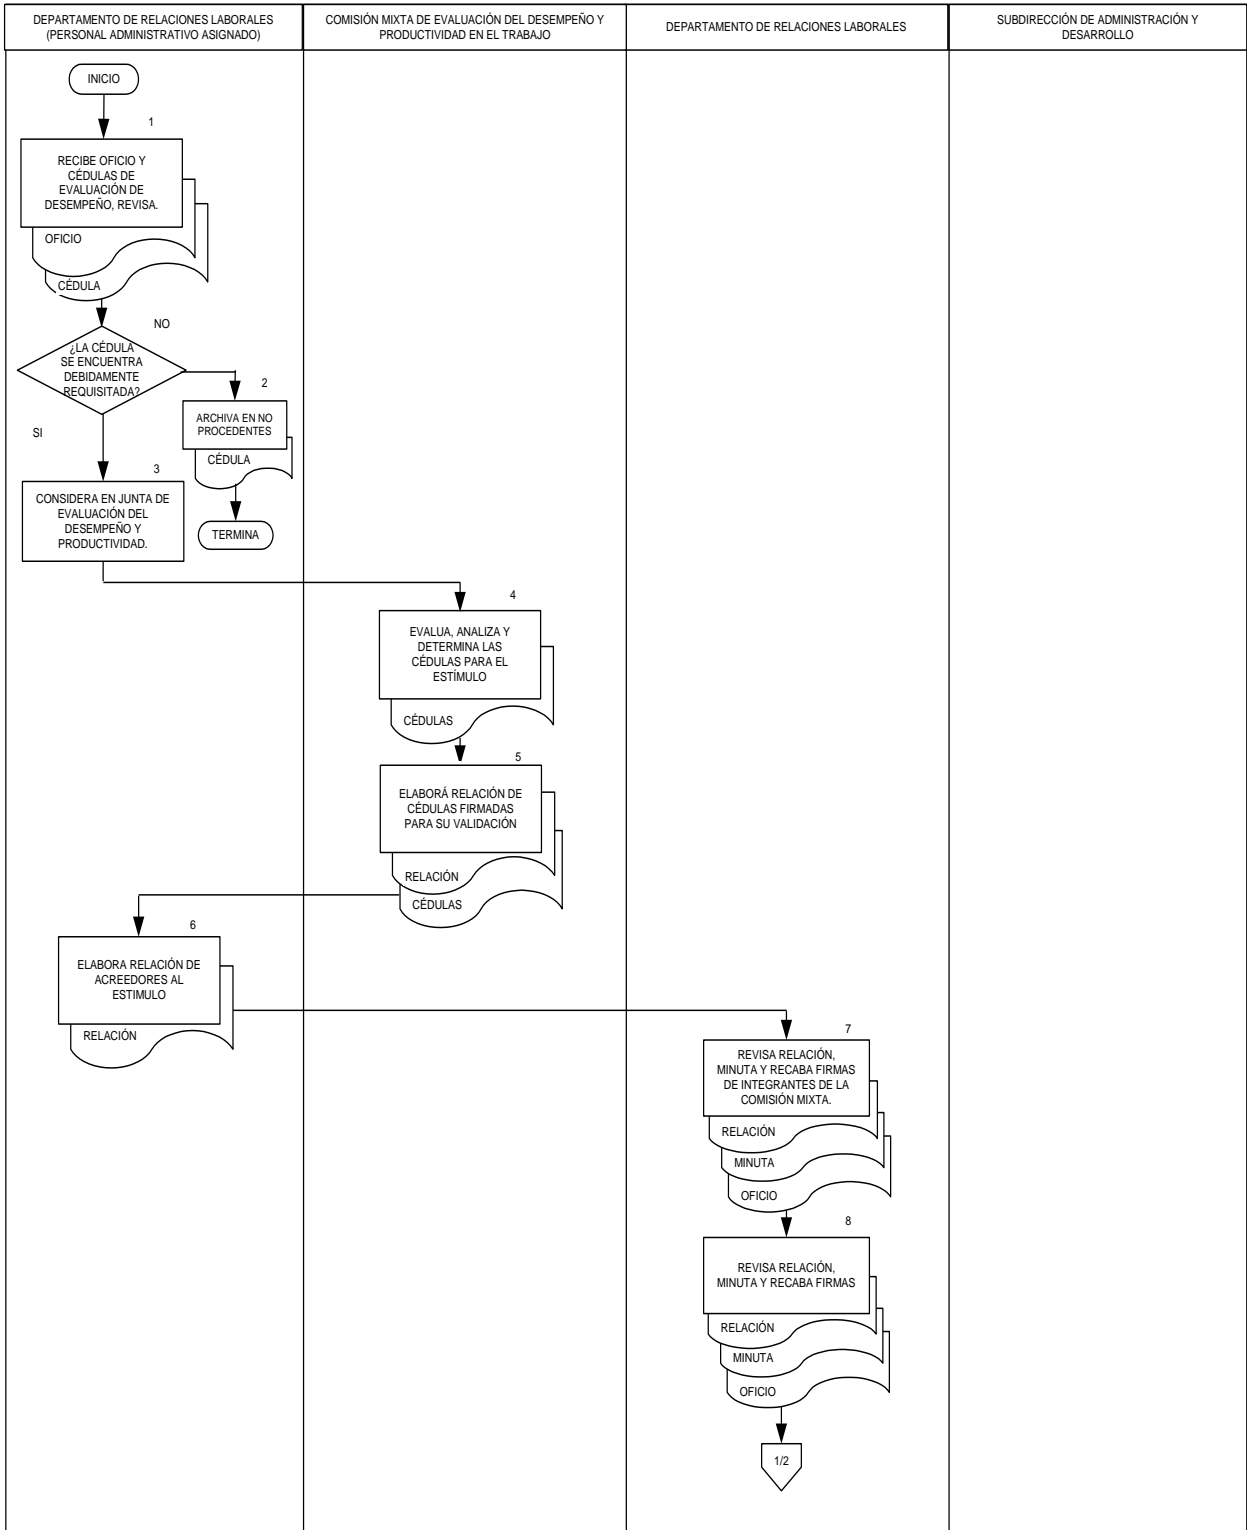 DEPARTAMENTO DE RELACIONES LABORALES
(PERSONAL ADMINISTRATIVO ASIGNADO)
COMISIÓN MIXTA DE EVALUACIÓN DEL DESEMPEÑO Y
PRODUCTIVIDAD EN EL TRABAJO
DEPARTAMENTO DE RELACIONES LABORALES
SUBDIRECCIÓN DE ADMINISTRACIÓN Y
DESARROLLO
INICIO
1
RECIBE OFICIO Y
CÉDULAS DE
EVALUACIÓN DE
DESEMPEÑO, REVISA.
OFICIO
CÉDULA
NO
¿LA CÉDULA
SE ENCUENTRA
DEBIDAMENTE
REQUISITADA?
2
ARCHIVA EN NO
PROCEDENTES
CÉDULA
TERMINA
SI
3
CONSIDERA EN JUNTA DE
EVALUACIÓN DEL
DESEMPEÑO Y
PRODUCTIVIDAD.
4
EVALUA, ANALIZA Y
DETERMINA LAS
CÉDULAS PARA EL
ESTÍMULO
CÉDULAS
5
ELABORÁ RELACIÓN DE
CÉDULAS FIRMADAS
PARA SU VALIDACIÓN
RELACIÓN
CÉDULAS
6
ELABORA RELACIÓN DE
ACREEDORES AL
ESTIMULO
RELACIÓN
7
REVISA RELACIÓN,
MINUTA Y RECABA FIRMAS
DE INTEGRANTES DE LA
COMISIÓN MIXTA.
RELACIÓN
MINUTA
OFICIO
8
REVISA RELACIÓN,
MINUTA Y RECABA FIRMAS
RELACIÓN
MINUTA
OFICIO
1/2